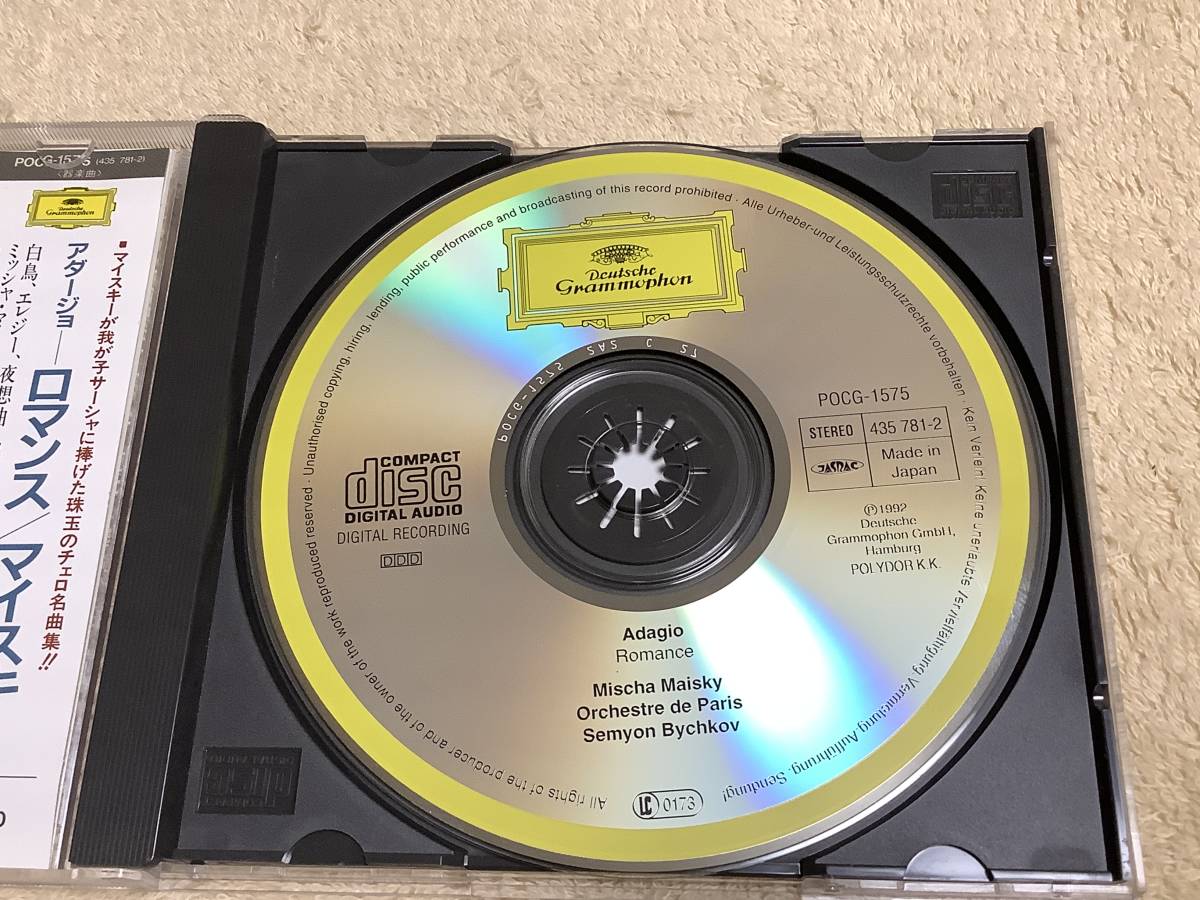 POCG-1575 (435 781-2)
〈器楽曲〉
Deutsche
Grammophon
■マイスキーが我が子サーシャに捧げた珠玉のチェロ名曲集!!
アダージョ――ロマンス/マイス
白鳥、エレジー、夜想曲
ミッシャ・マ
Unauthorised copying, hiring, lending, public performance and broadcasting of this record prohibited · Alle Urheber-und Leistungsschutzrechte vorbehalten · Kein Verleih! Keine unerlaubte Vervielfältigung, Vermietung, Aufführung, Sendung!
All rights of the producer and of the owner of the work reproduced reserved ·
Deutsche
Grammophon
POCG-1575
STEREO
435 781-2
JASRAC
Made in
Japan
COMPACT
disc
DIGITAL AUDIO
DIGITAL RECORDING
DDD
Ⓟ1992
Deutsche
Grammophon GmbH,
Hamburg
POLYDOR K.K.
Adagio
Romance
Mischa Maisky
Orchestre de Paris
Semyon Bychkov
LC 0173